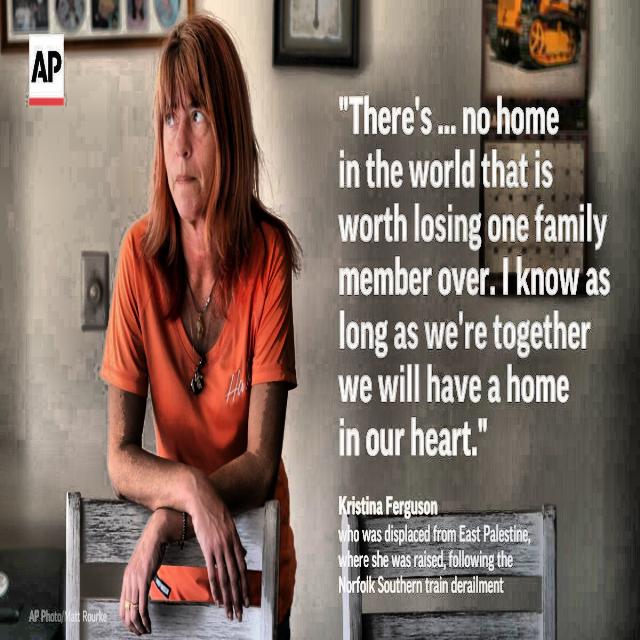 AP
"There's ... no home
in the world that is
worth losing one family
member over. I know as
long as we're together
we will have a home
in our heart."
Kristina Ferguson
who was displaced from East Palestine,
where she was raised, following the
Norfolk Southern train derailment
Ha
AP Photo/Matt Rourke